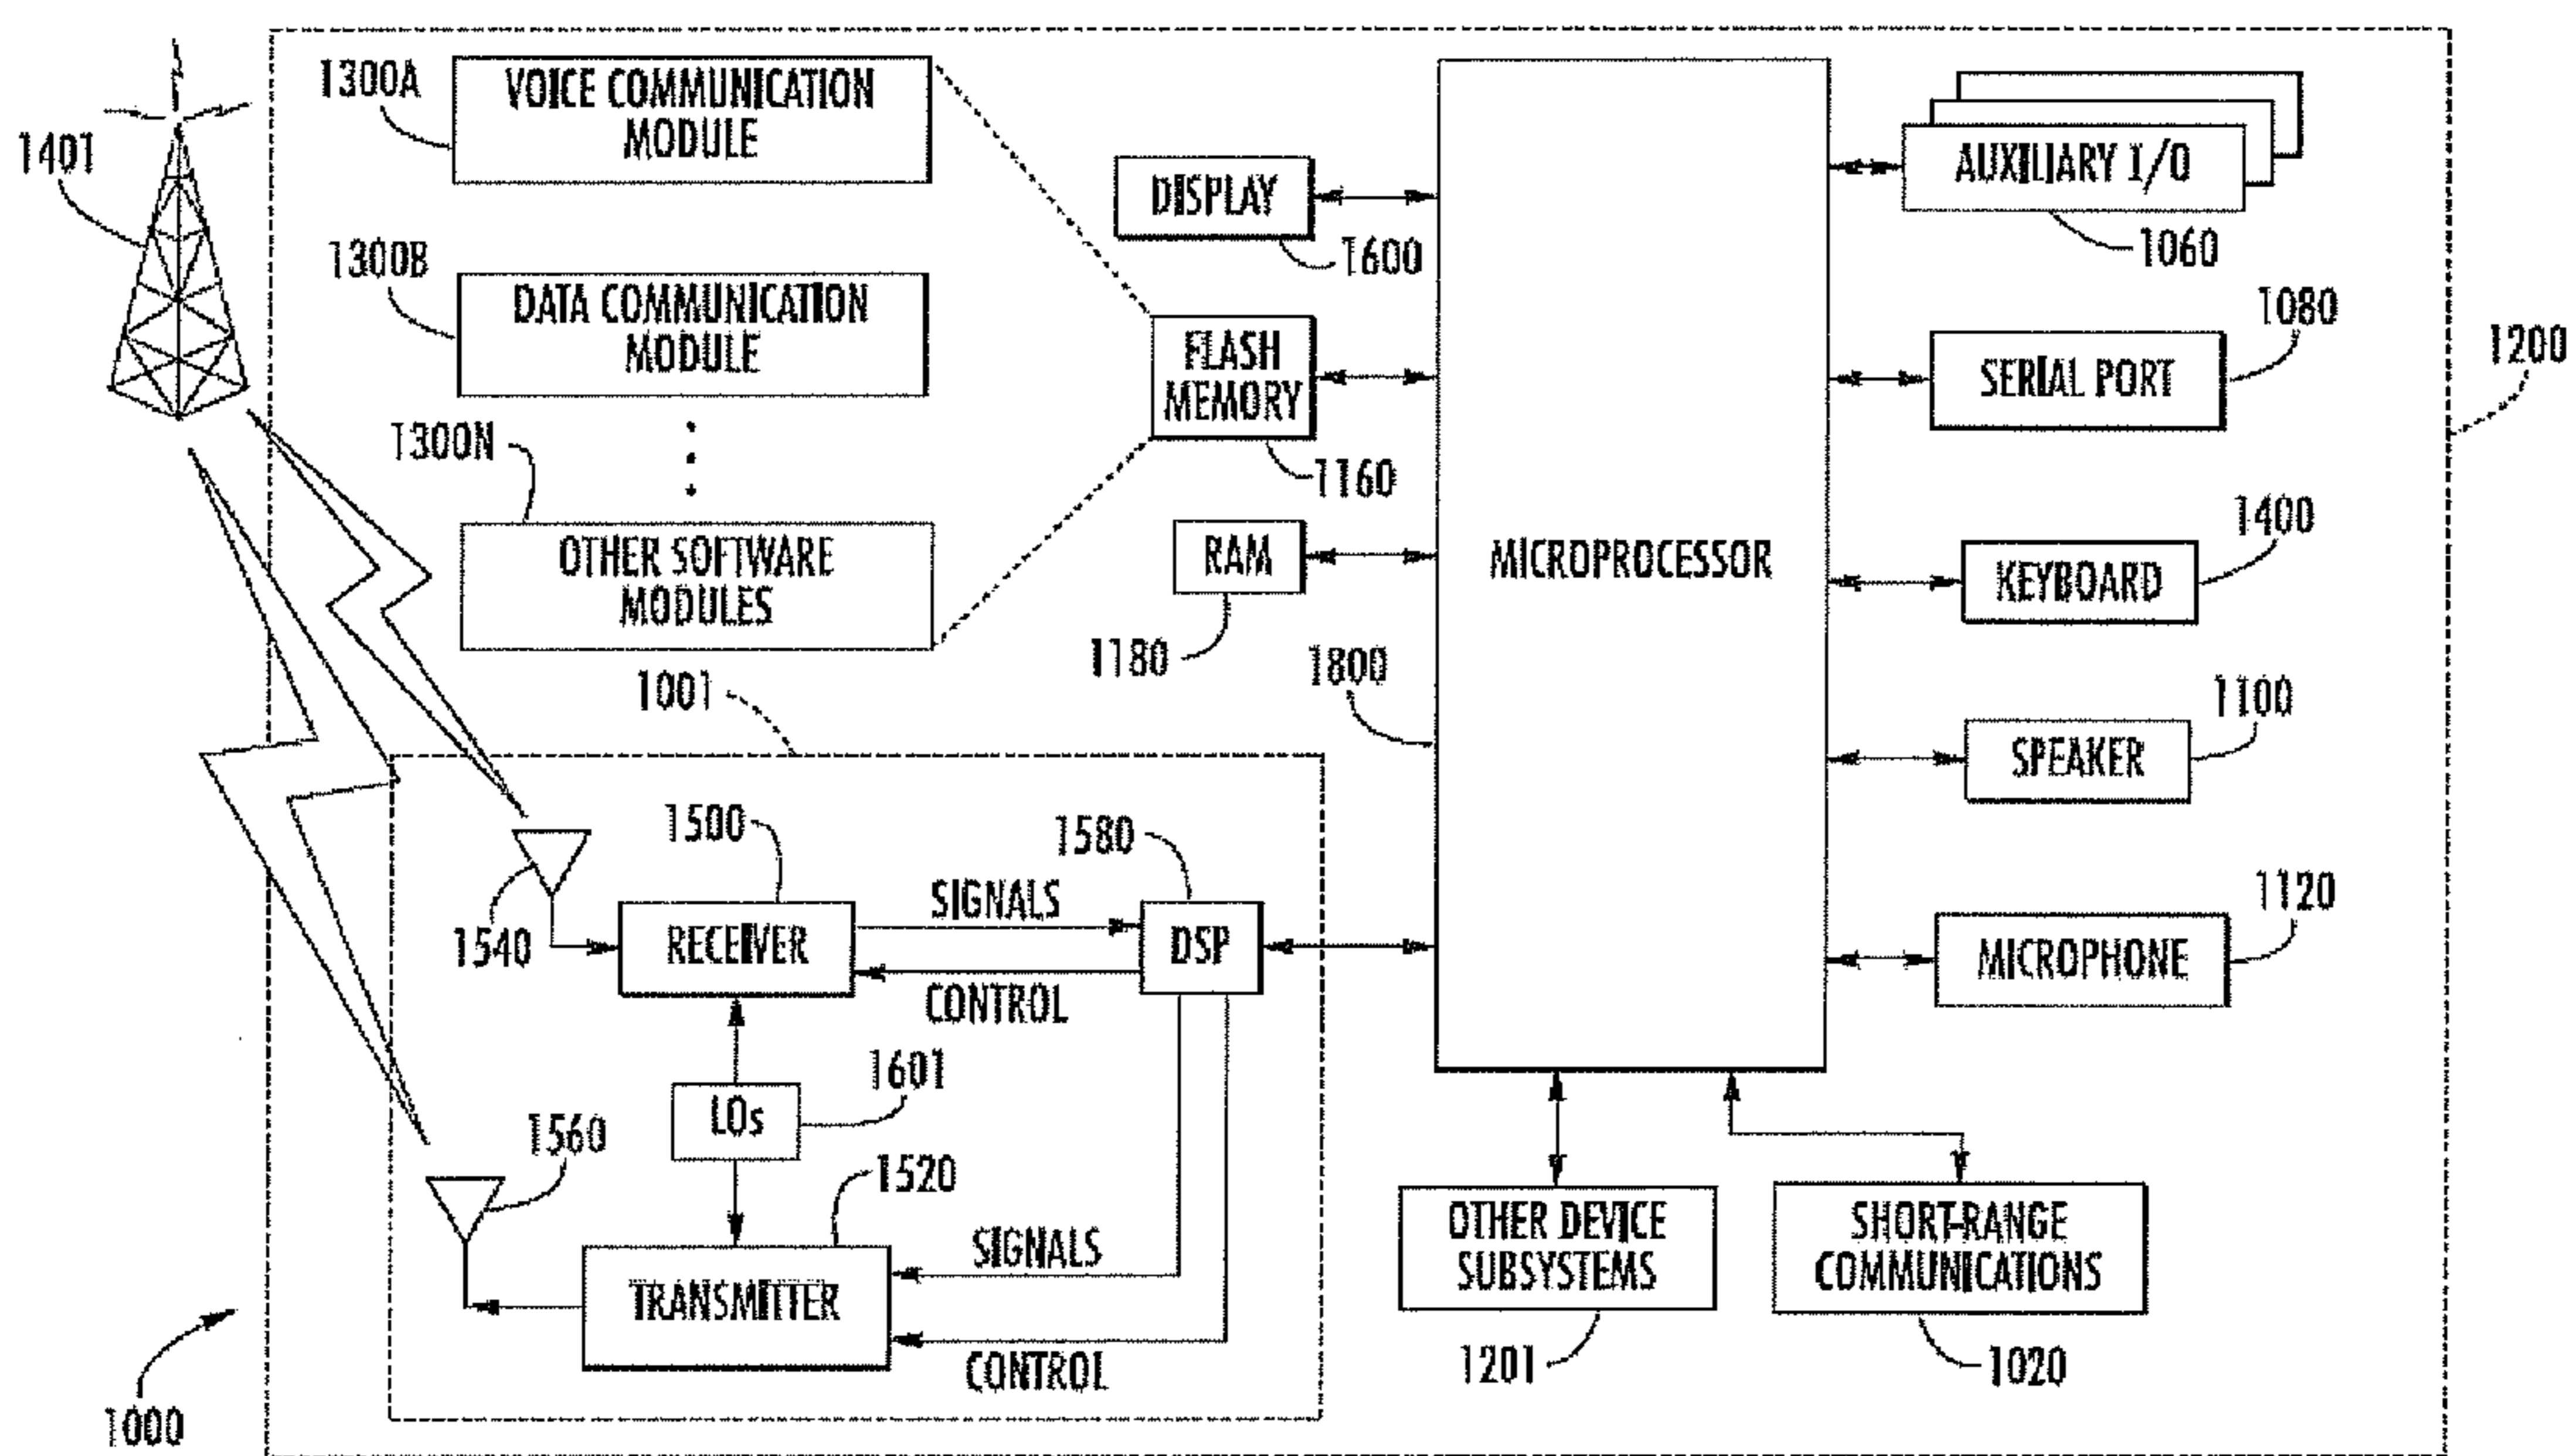 1300A
VOICE COMMUNICATION
MODULE
1401
DISPLAY
1600
AUXILIARY I/O
1060
1300B
DATA COMMUNICATION
MODULE
FLASH
MEMORY
1160
1080
SERIAL PORT
1200
1300N
OTHER SOFTWARE
MODULES
RAM
1180
MICROPROCESSOR
1800
1400
KEYBOARD
1001
1100
SPEAKER
1500
1580
1540
RECEIVER
SIGNALS
DSP
CONTROL
1120
MICROPHONE
1601
LOs
1560
1520
SIGNALS
TRANSMITTER
CONTROL
OTHER DEVICE
SUBSYSTEMS
1201
SHORT-RANGE
COMMUNICATIONS
1020
1000